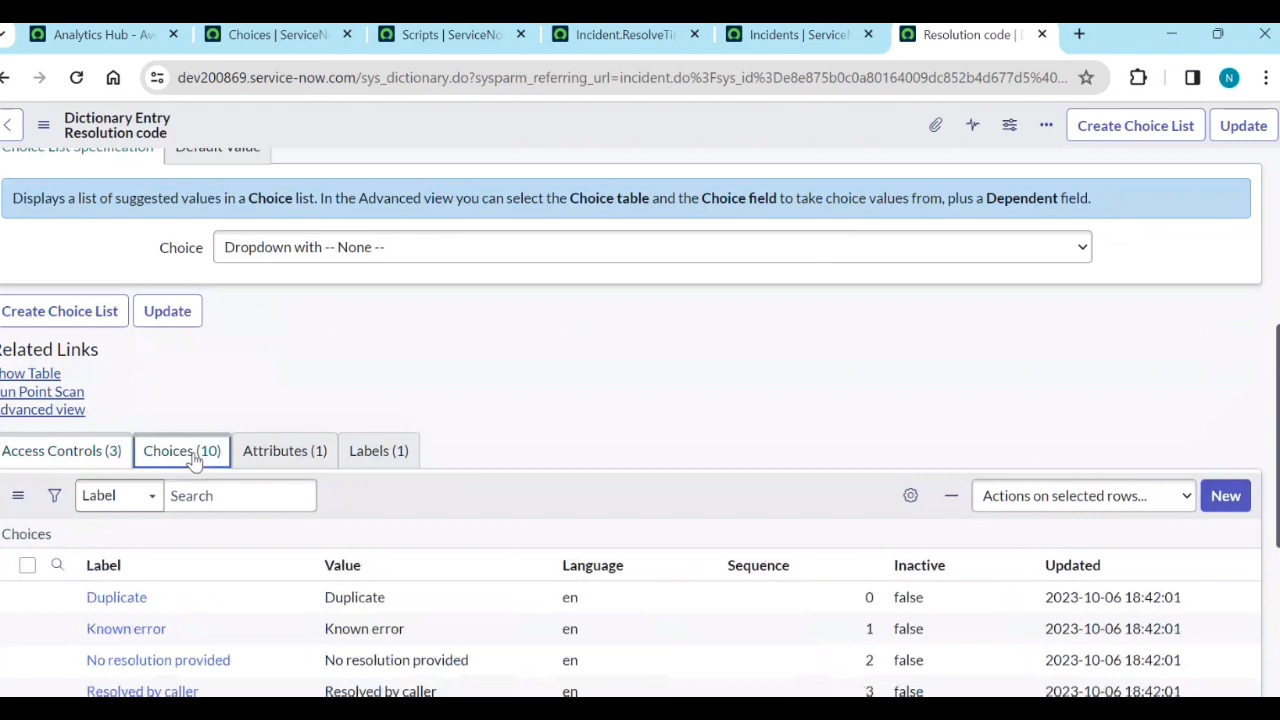 Analytics Hub - Av
Choices | ServiceN
Scripts | ServiceNo
Incident.ResolveTi
Incidents | Service
Resolution code | D
dev200869.service-now.com/sys_dictionary.do?sysparm_referring_url=incident.do%3Fsys_id%3De8e875b0c0a80164009dc852b4d677d5%40...
N
Dictionary Entry
Resolution code
Create Choice List
Update
Choice List Specification
Default Value
Displays a list of suggested values in a Choice list. In the Advanced view you can select the Choice table and the Choice field to take choice values from, plus a Dependent field.
Choice
Dropdown with -- None --
Create Choice List
Update
elated Links
how Table
un Point Scan
dvanced view
Access Controls (3)
Choices (10)
Attributes (1)
Labels (1)
Label
Search
Actions on selected rows...
New
Choices
Label Value Language Sequence Inactive Updated
Duplicate Duplicate en 0 false 2023-10-06 18:42:01
Known error Known error en 1 false 2023-10-06 18:42:01
No resolution provided No resolution provided en 2 false 2023-10-06 18:42:01
Resolved by caller Resolved by caller en 3 false 2023-10-06 18:42:01